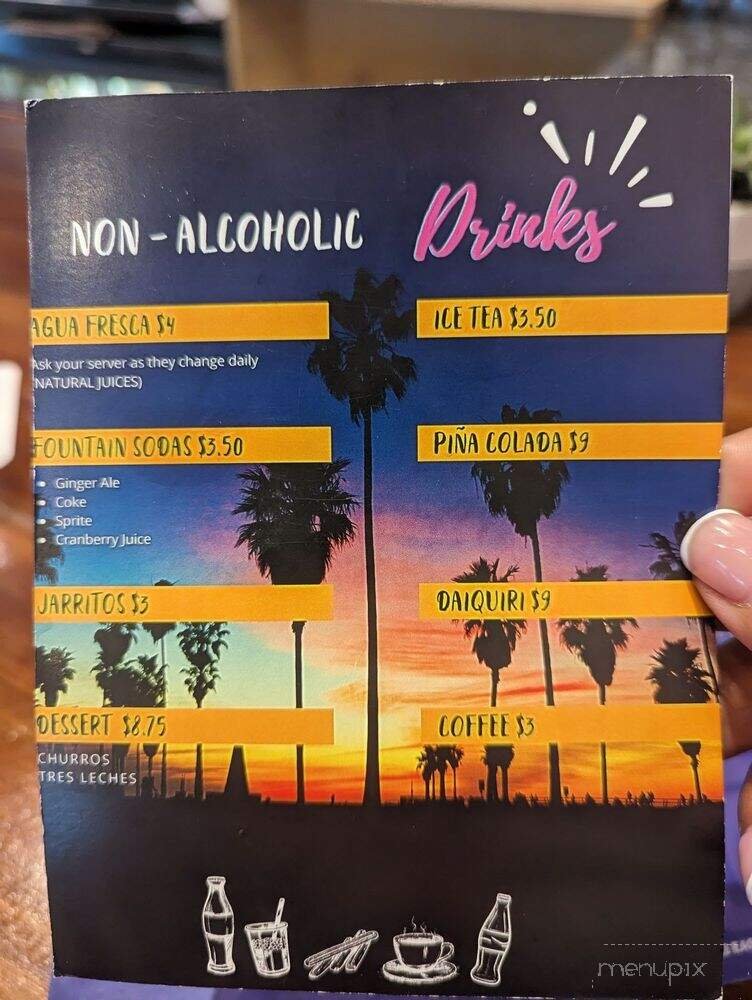 NON - ALCOHOLIC Drinks
AGUA FRESCA $4
Ask your server as they change daily
(NATURAL JUICES)
FOUNTAIN SODAS $3.50
• Ginger Ale
• Coke
• Sprite
• Cranberry Juice
JARRITOS $3
DESSERT $8.75
CHURROS
TRES LECHES
ICE TEA $3.50
PIÑA COLADA $9
DAIQUIRI $9
COFFEE $3
menupix